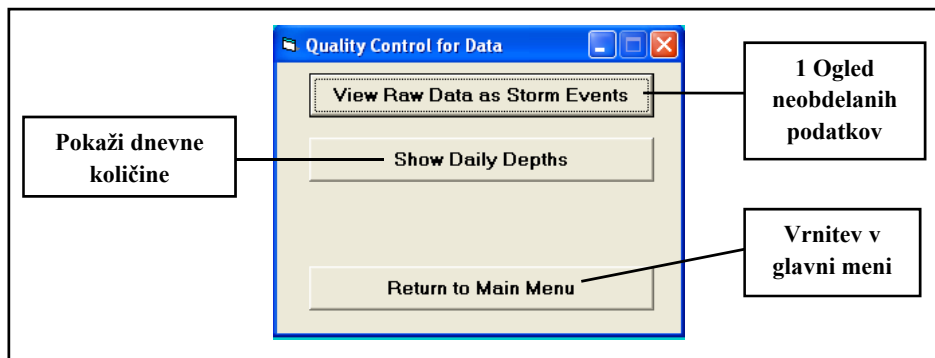 Quality Control for Data
View Raw Data as Storm Events
1 Ogled
neobdelanih
podatkov
Pokaži dnevne
količine
Show Daily Depths
Return to Main Menu
Vrnitev v
glavni meni